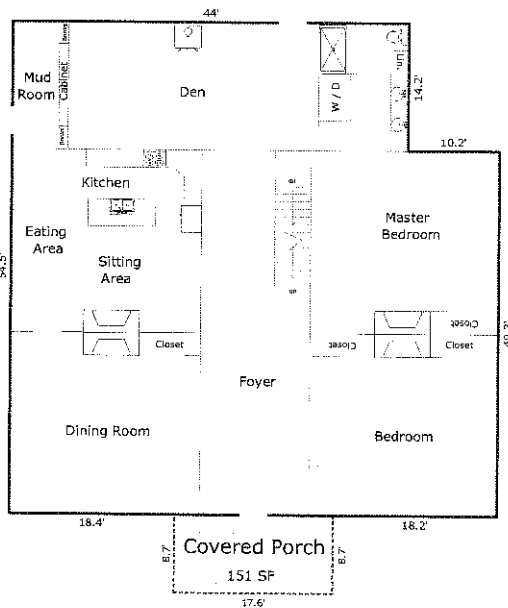 44'
Mud
Room
Cabinet
Den
W / D
Lin.
14.2'
10.2'
Kitchen
Eating
Area
Sitting
Area
Master
Bedroom
54.5'
Closet
Closet
Closet
Closet
Foyer
Dining Room
Bedroom
18.4'
18.2'
8.7'
Covered Porch
8.7'
151 SF
17.6'